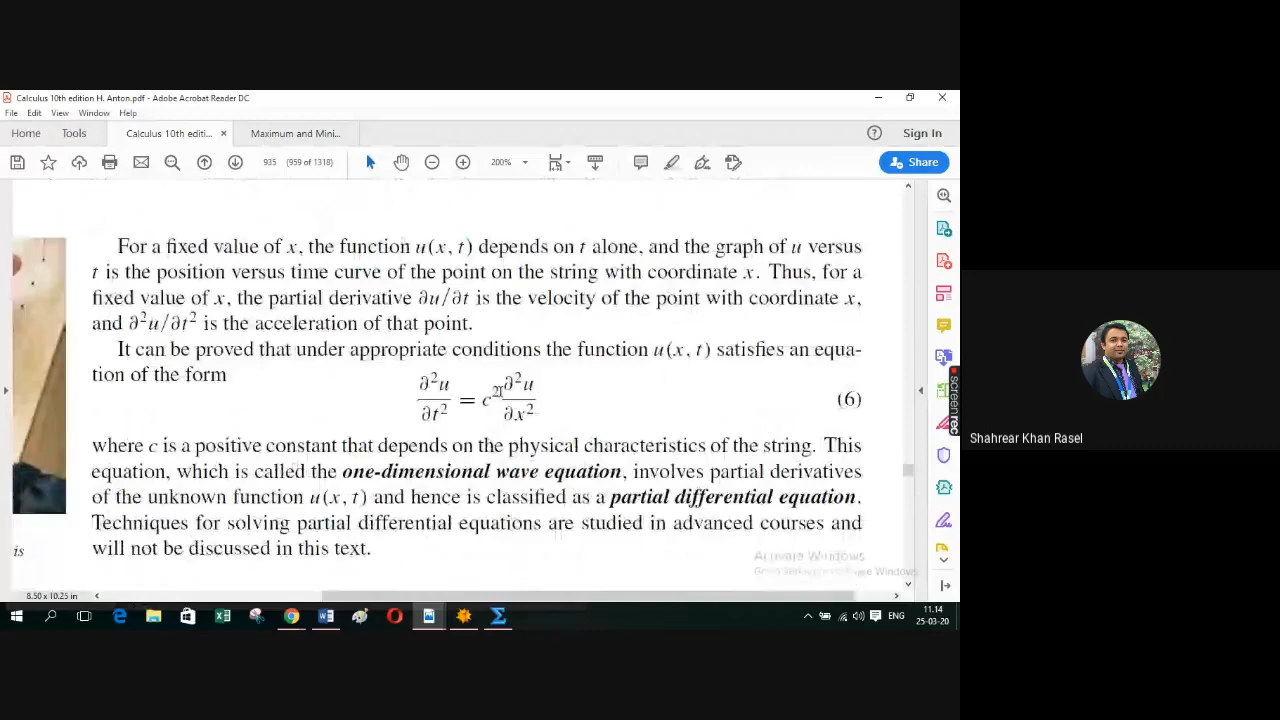 Calculus 10th edition H. Anton.pdf - Adobe Acrobat Reader DC
File Edit View Window Help
Home Tools Calculus 10th editi... × Maximum and Mini... Sign In
935 (959 of 1318) 200% Share
For a fixed value of x, the function u(x, t) depends on t alone, and the graph of u versus
t is the position versus time curve of the point on the string with coordinate x. Thus, for a
fixed value of x, the partial derivative ∂u/∂t is the velocity of the point with coordinate x,
and ∂²u/∂t² is the acceleration of that point.
It can be proved that under appropriate conditions the function u(x, t) satisfies an equa-
tion of the form
∂²u/∂t² = c² ∂²u/∂x² (6)
where c is a positive constant that depends on the physical characteristics of the string. This
equation, which is called the one-dimensional wave equation, involves partial derivatives
of the unknown function u(x, t) and hence is classified as a partial differential equation.
Techniques for solving partial differential equations are studied in advanced courses and
will not be discussed in this text.
is
Activate Windows
8.50 x 10.25 in
ENG
11.14
25-03-20
screenrec
Shahrear Khan Rasel